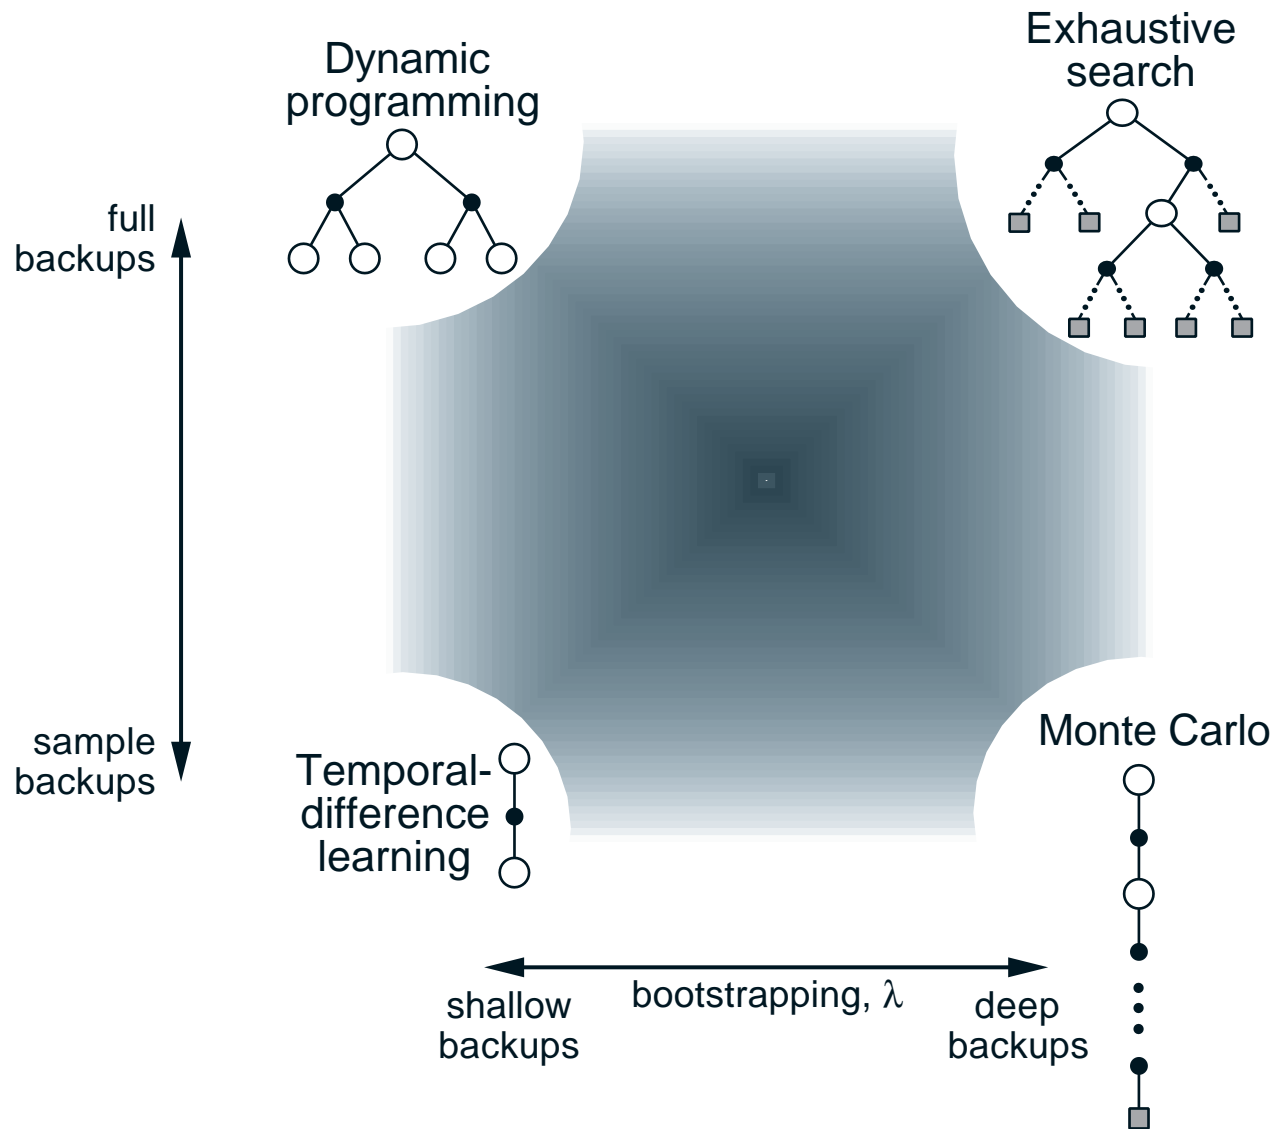 Dynamic
programming
Exhaustive
search
full
backups
sample
backups
Temporal-
difference
learning
Monte Carlo
bootstrapping, λ
shallow
backups
deep
backups